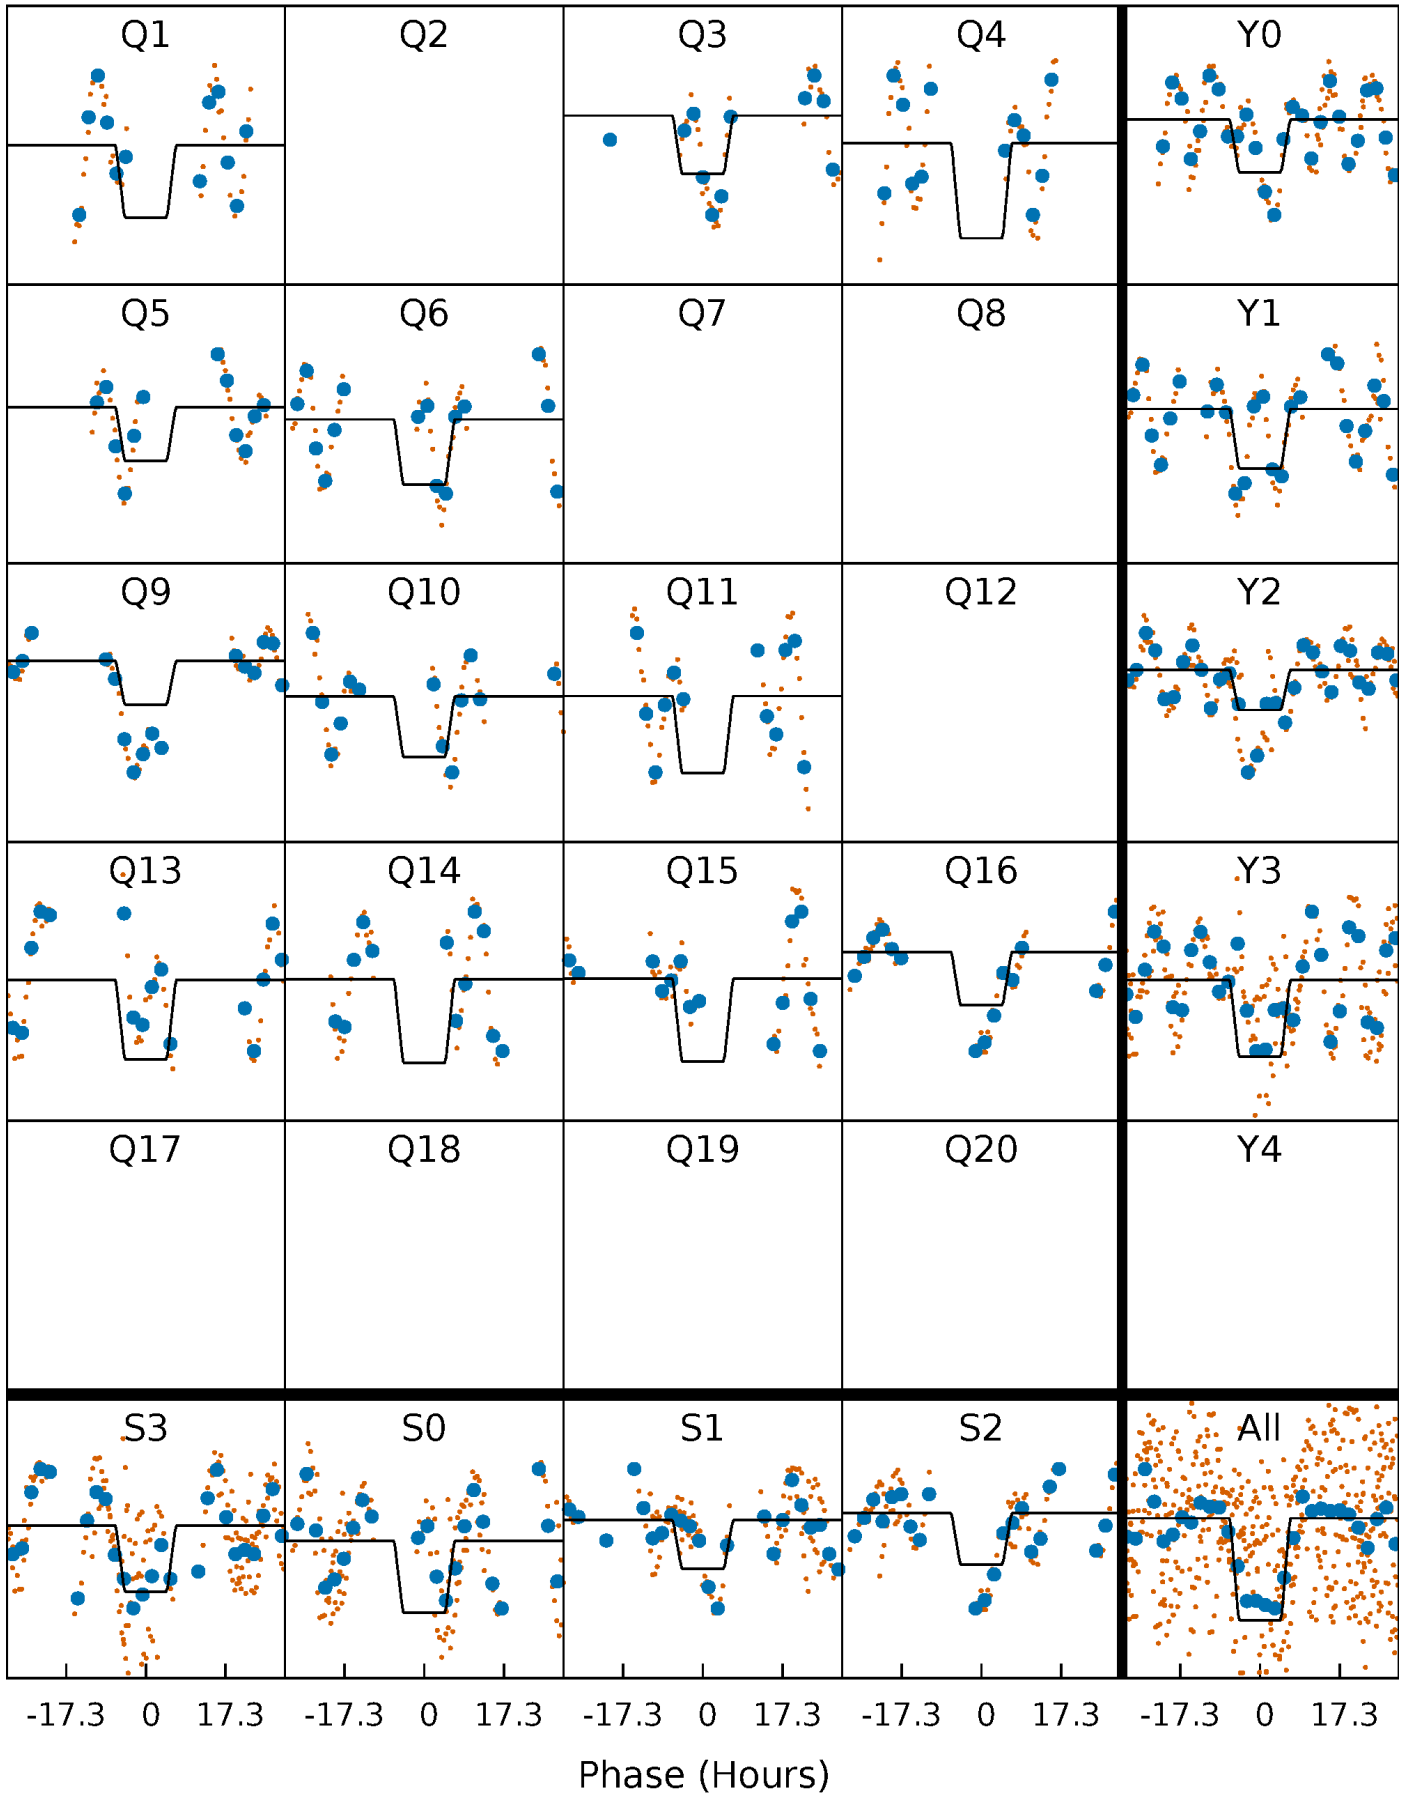 Q1 Q2 Q3 Q4 Y0
Q5 Q6 Q7 Q8 Y1
Q9 Q10 Q11 Q12 Y2
Q13 Q14 Q15 Q16 Y3
Q17 Q18 Q19 Q20 Y4
S3 S0 S1 S2 All
-17.3 0 17.3 -17.3 0 17.3 -17.3 0 17.3 -17.3 0 17.3 -17.3 0 17.3
Phase (Hours)